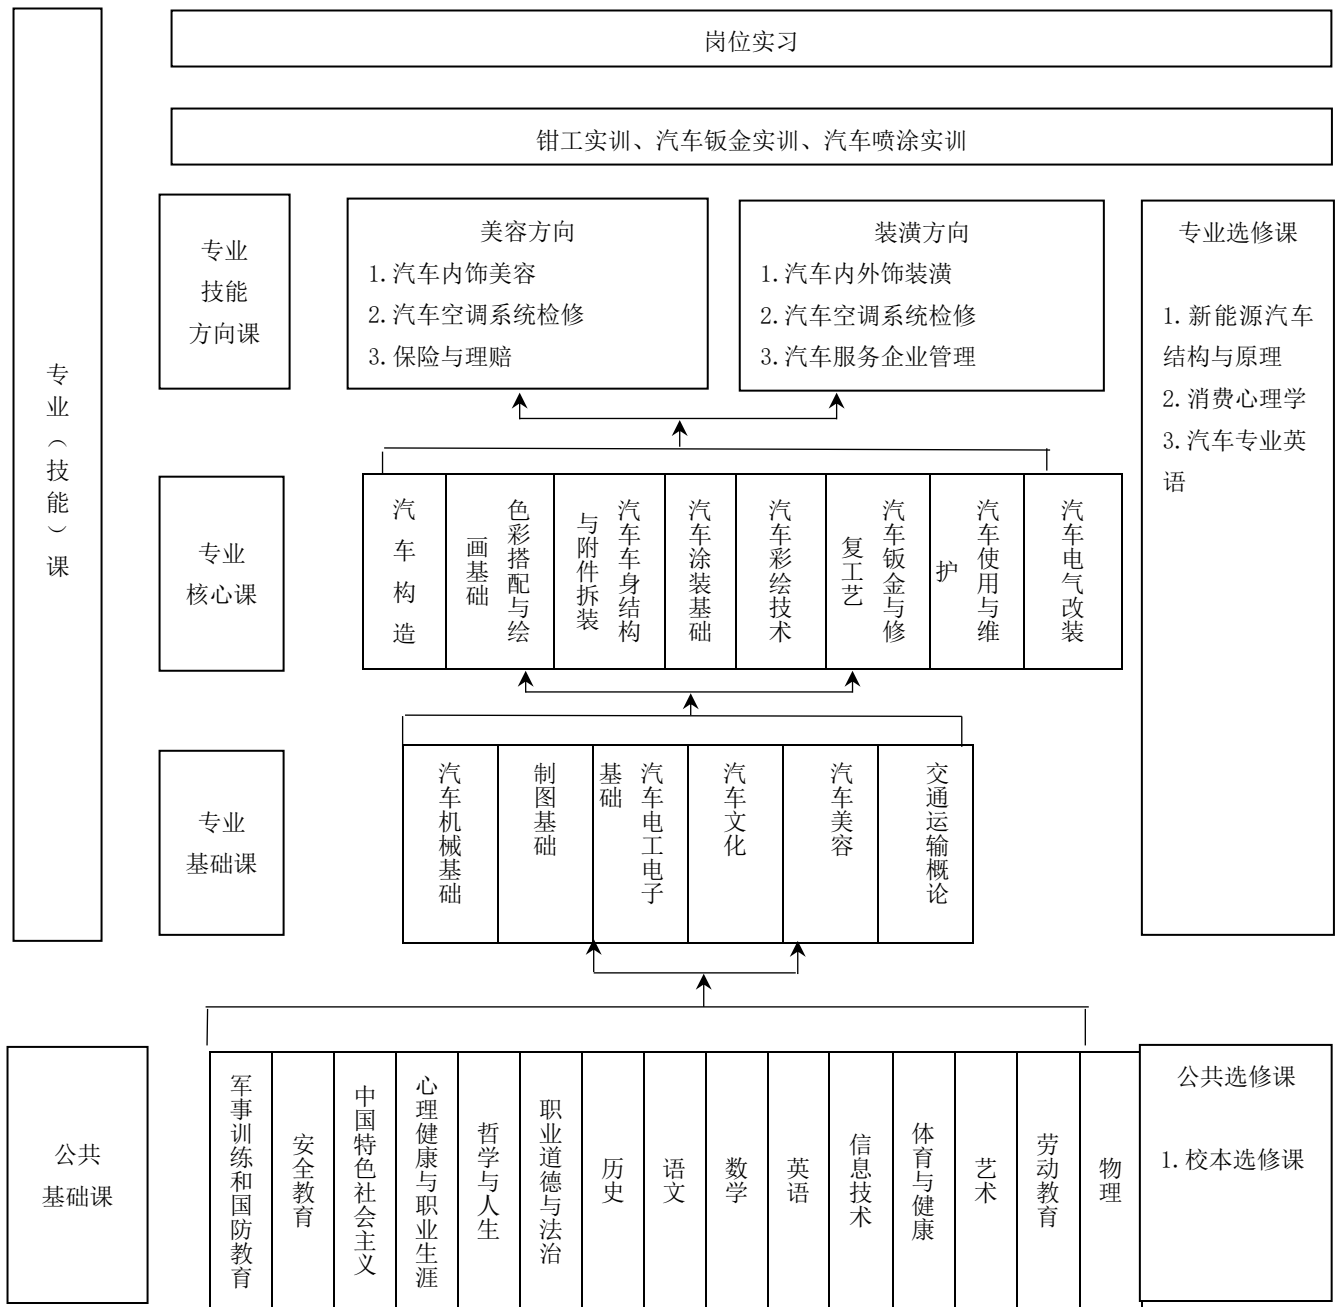 岗位实习
钳工实训、汽车钣金实训、汽车喷涂实训
专业（技能）课
专业
技能
方向课
美容方向
1.汽车内饰美容
2.汽车空调系统检修
3.保险与理赔
装潢方向
1.汽车内外饰装潢
2.汽车空调系统检修
3.汽车服务企业管理
专业选修课
1.新能源汽车
结构与原理
2.消费心理学
3.汽车专业英
语
专业
核心课
汽车构造
色彩搭配与绘
画基础
汽车车身结构
与附件拆装
汽车涂装基础
汽车彩绘技术
汽车钣金与修
复工艺
汽车使用与维
护
汽车电气改装
专业
基础课
汽车机械基础
制图基础
汽车电工电子
基础
汽车文化
汽车美容
交通运输概论
公共
基础课
军事训练和国防教育
安全教育
中国特色社会主义
心理健康与职业生涯
哲学与人生
职业道德与法治
历史
语文
数学
英语
信息技术
体育与健康
艺术
劳动教育
物理
公共选修课
1.校本选修课